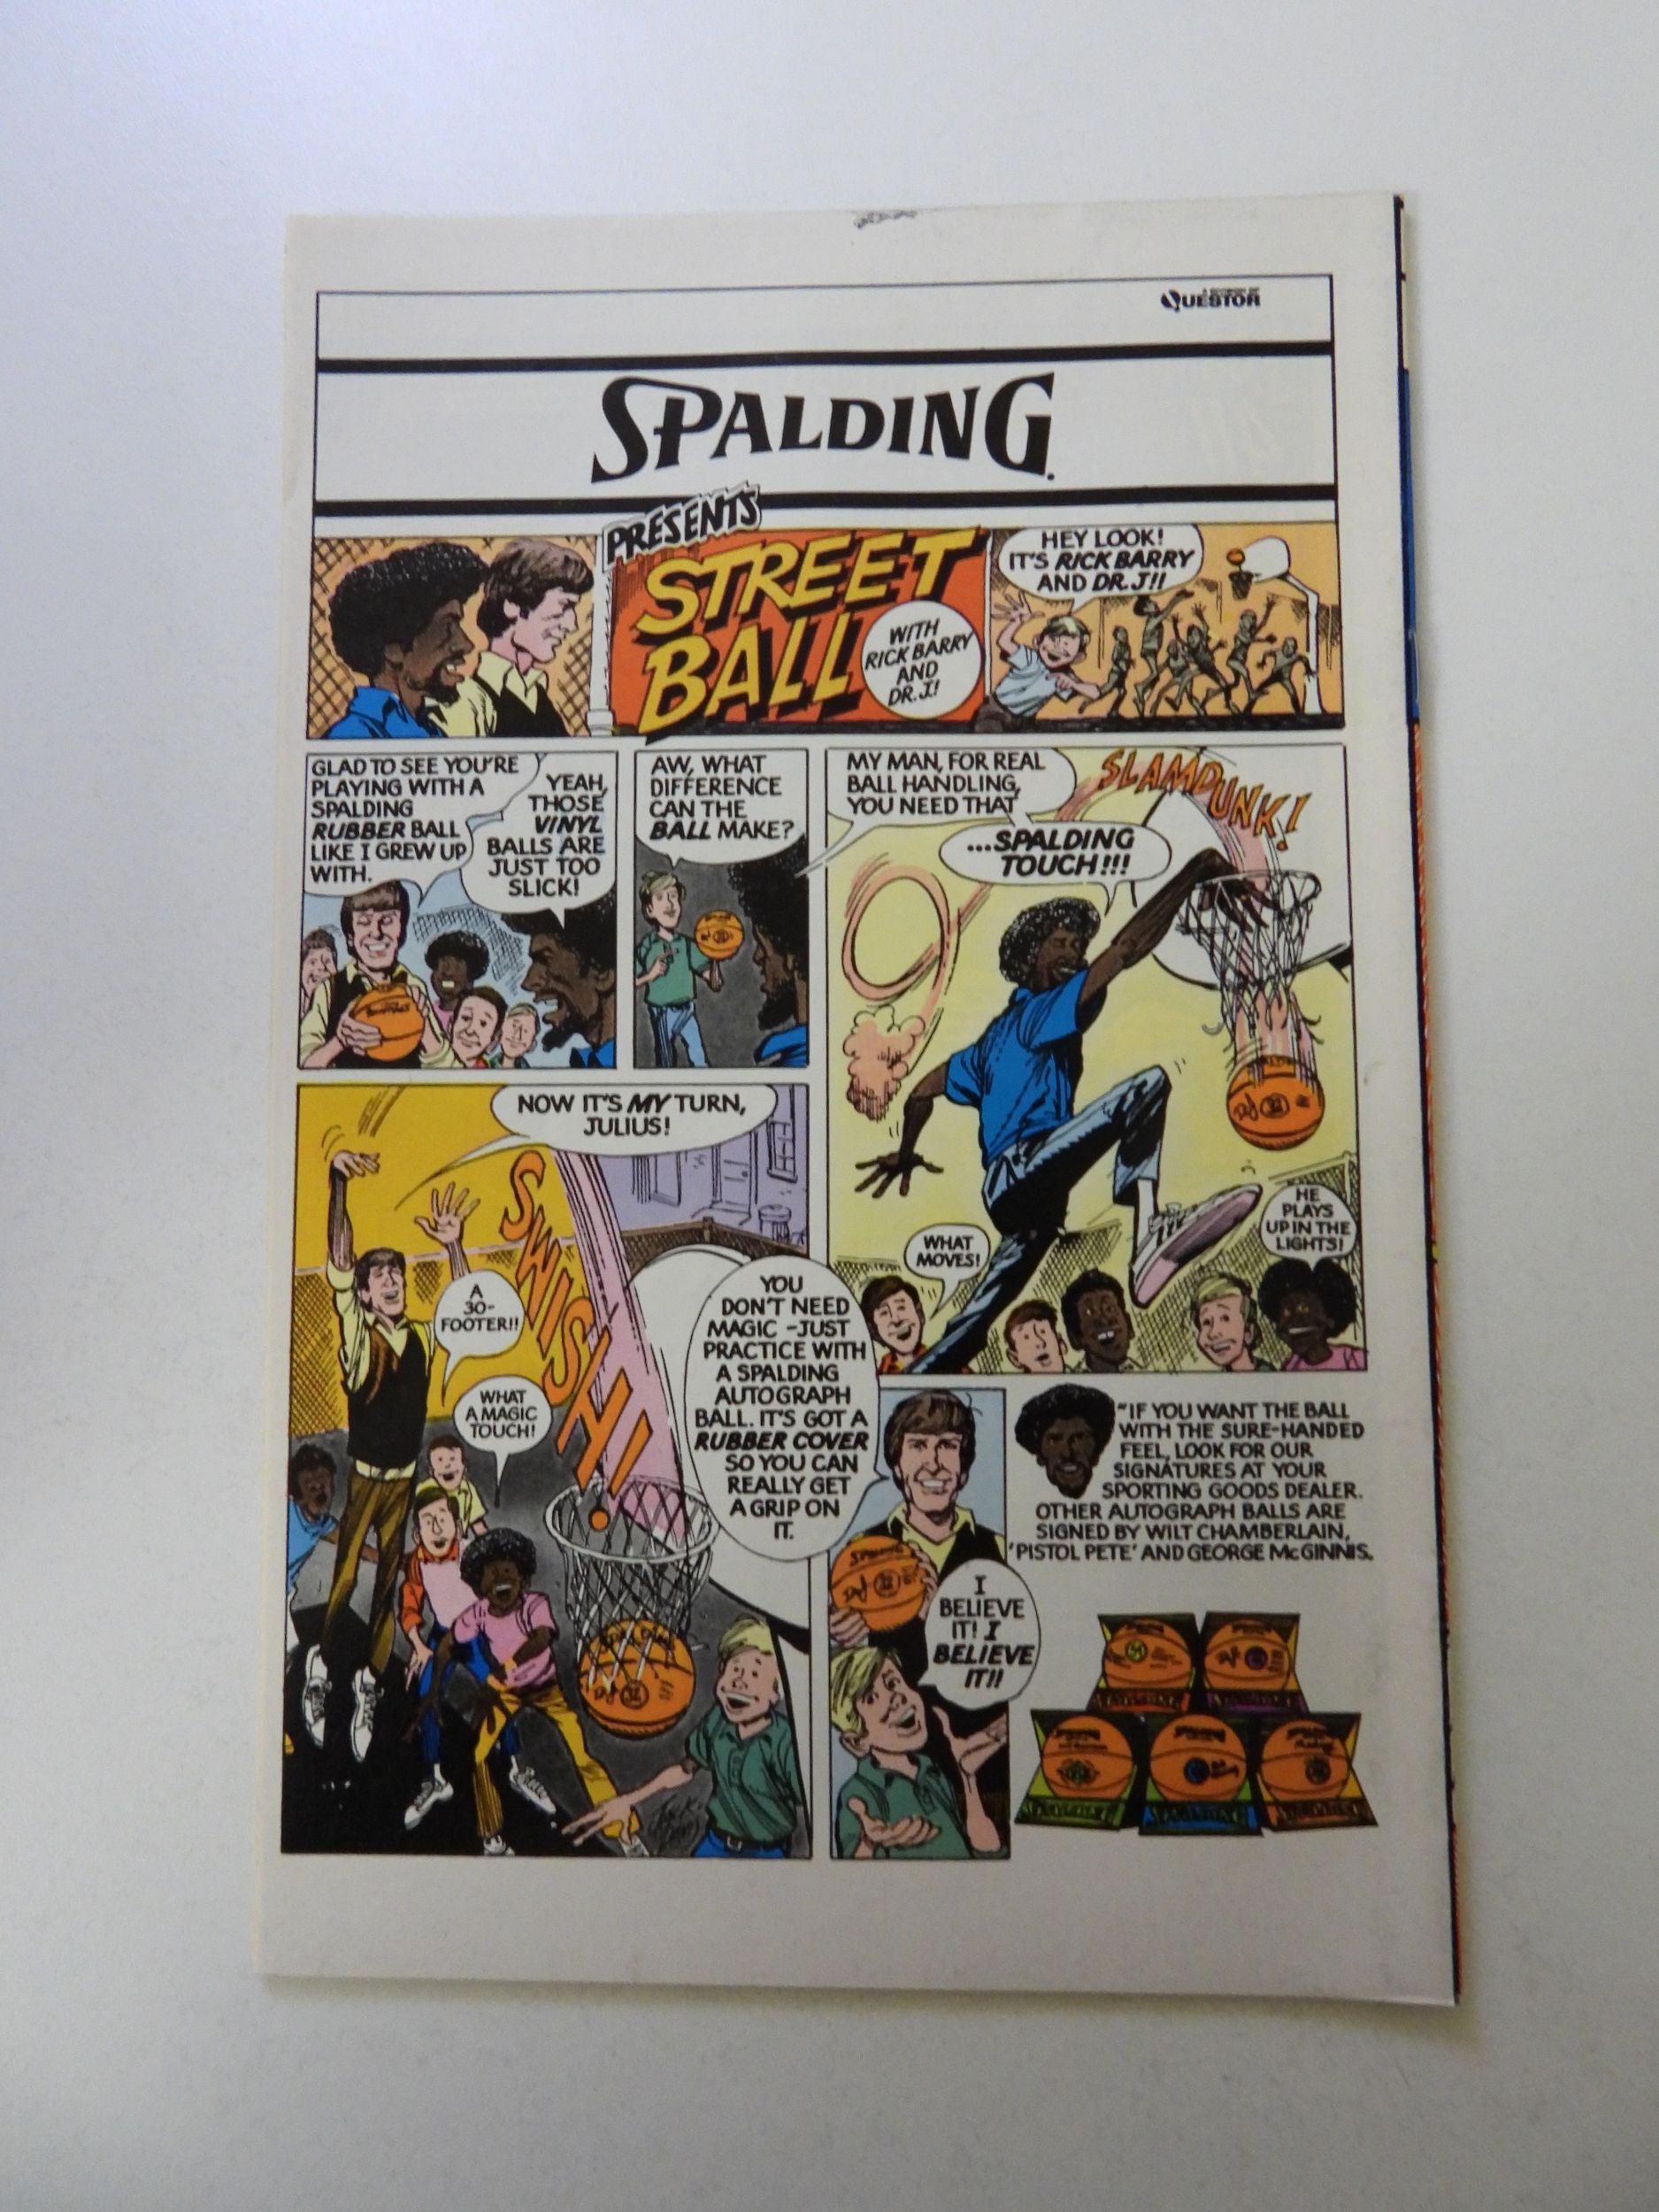 QUESTOR
SPALDING
PRESENTS
STREET
BALL
WITH
RICK BARRY
AND
DR.J.!
HEY LOOK!
IT'S RICK BARRY
AND DR.J!!
GLAD TO SEE YOU'RE
PLAYING WITH A
SPALDING
RUBBER BALL
LIKE I GREW UP
WITH.
YEAH,
THOSE
VINYL
BALLS ARE
JUST TOO
SLICK!
AW, WHAT
DIFFERENCE
CAN THE
BALL MAKE?
MY MAN, FOR REAL
BALL HANDLING,
YOU NEED THAT
...SPALDING
TOUCH!!!
SLAMDUNK!
WHAT
MOVES!
HE
PLAYS
UP IN THE
LIGHTS!
NOW IT'S MY TURN,
JULIUS!
SWISH!
A
30-
FOOTER!!
WHAT
A MAGIC
TOUCH!
YOU
DON'T NEED
MAGIC -JUST
PRACTICE WITH
A SPALDING
AUTOGRAPH
BALL. IT'S GOT A
RUBBER COVER
SO YOU CAN
REALLY GET
A GRIP ON
IT.
I
BELIEVE
IT! I
BELIEVE
IT!!
"IF YOU WANT THE BALL
WITH THE SURE-HANDED
FEEL, LOOK FOR OUR
SIGNATURES AT YOUR
SPORTING GOODS DEALER.
OTHER AUTOGRAPH BALLS ARE
SIGNED BY WILT CHAMBERLAIN,
'PISTOL PETE' AND GEORGE McGINNIS.